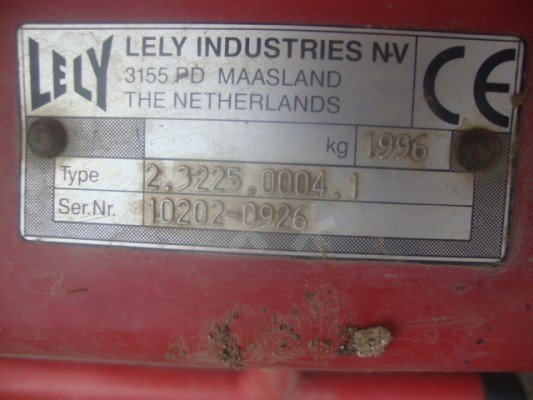 LELY
LELY INDUSTRIES N.V
3155 PD MAASLAND
THE NETHERLANDS
CE
kg 1996
Type 2.3225.0004.1
Ser.Nr. 10202-0926